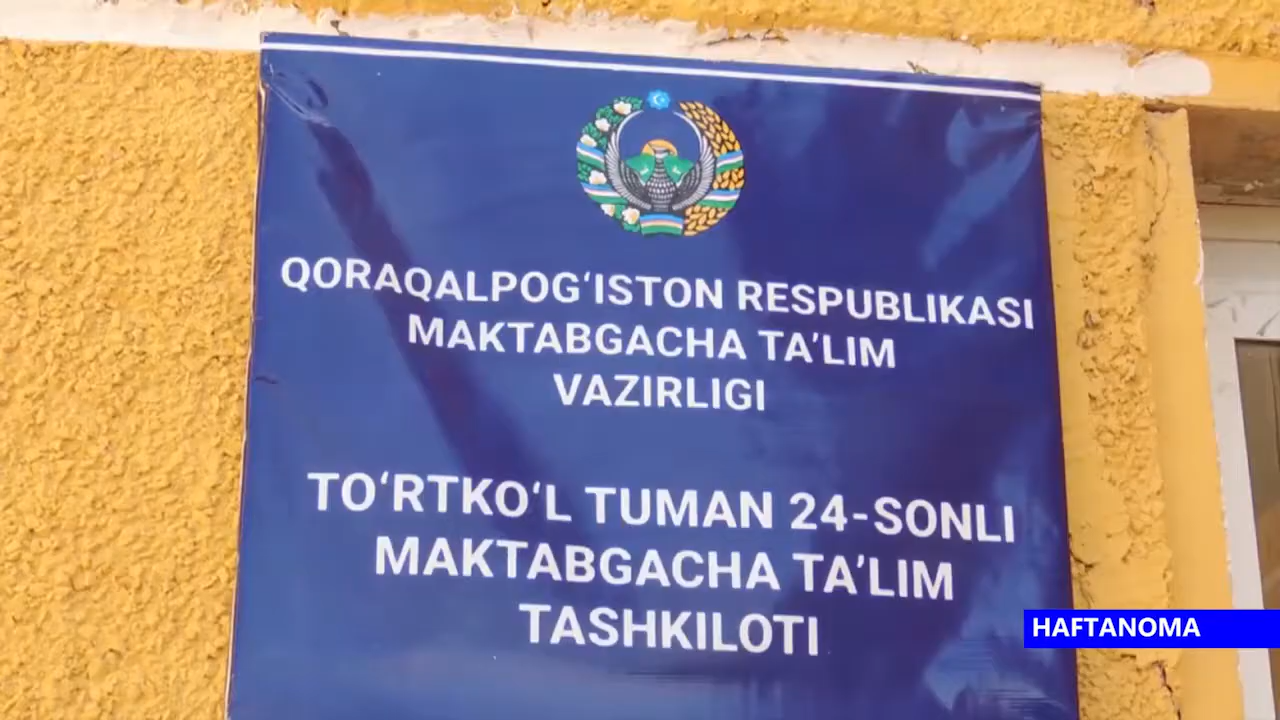 QORAQALPOG‘ISTON RESPUBLIKASI
MAKTABGACHA TA’LIM
VAZIRLIGI
TO‘RTKO‘L TUMAN 24-SONLI
MAKTABGACHA TA’LIM
TASHKILOTI
HAFTANOMA